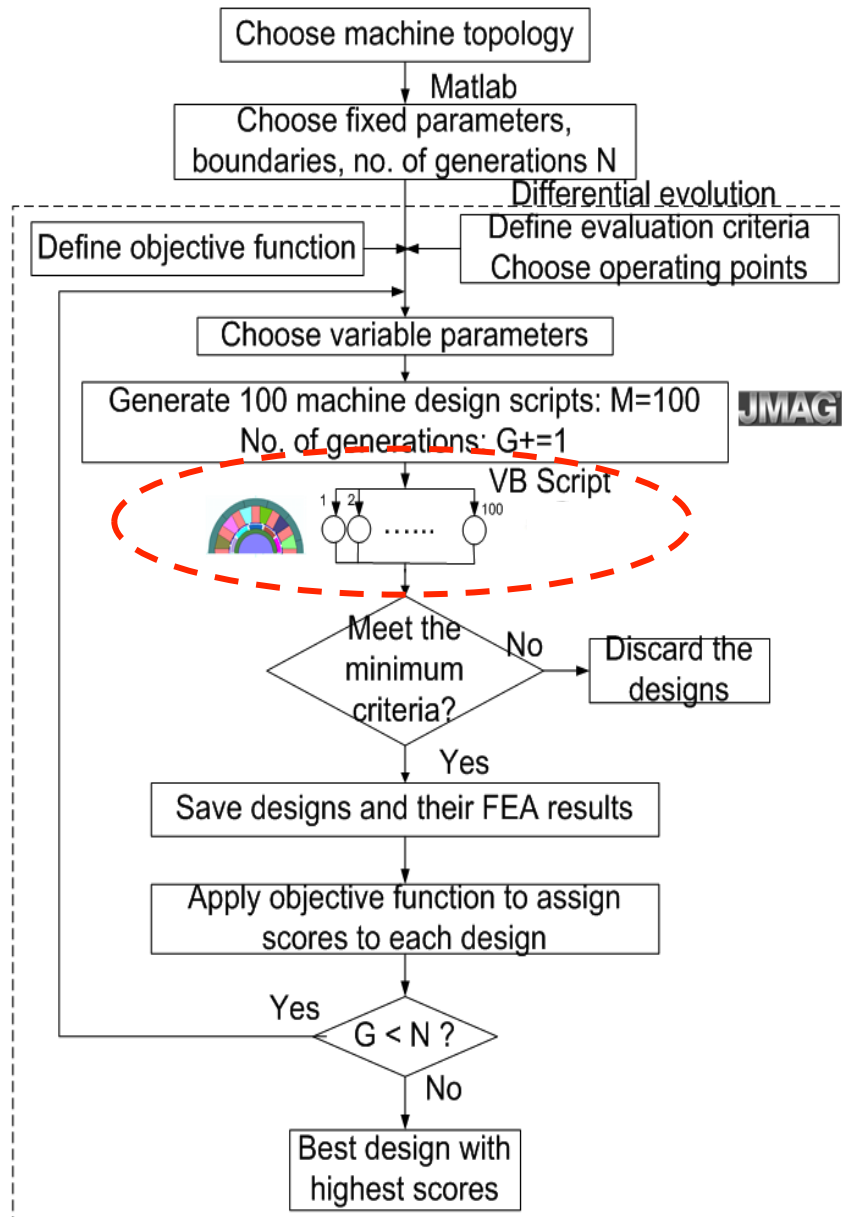 Choose machine topology
Matlab
Choose fixed parameters,
boundaries, no. of generations N
Differential evolution
Define objective function
Define evaluation criteria
Choose operating points
Choose variable parameters
Generate 100 machine design scripts: M=100
No. of generations: G+=1
JMAG
VB Script
1 2 ...... 100
Meet the
minimum
criteria?
No
Discard the
designs
Yes
Save designs and their FEA results
Apply objective function to assign
scores to each design
Yes
G < N ?
No
Best design with
highest scores